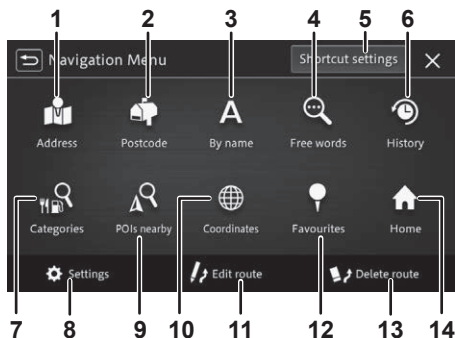 1 2 3 4 5 6
Navigation Menu Shortcut settings
A
Address Postcode By name Free words History
Categories POIs nearby Coordinates Favourites Home
Settings Edit route Delete route
7 8 9 10 11 12 13 14